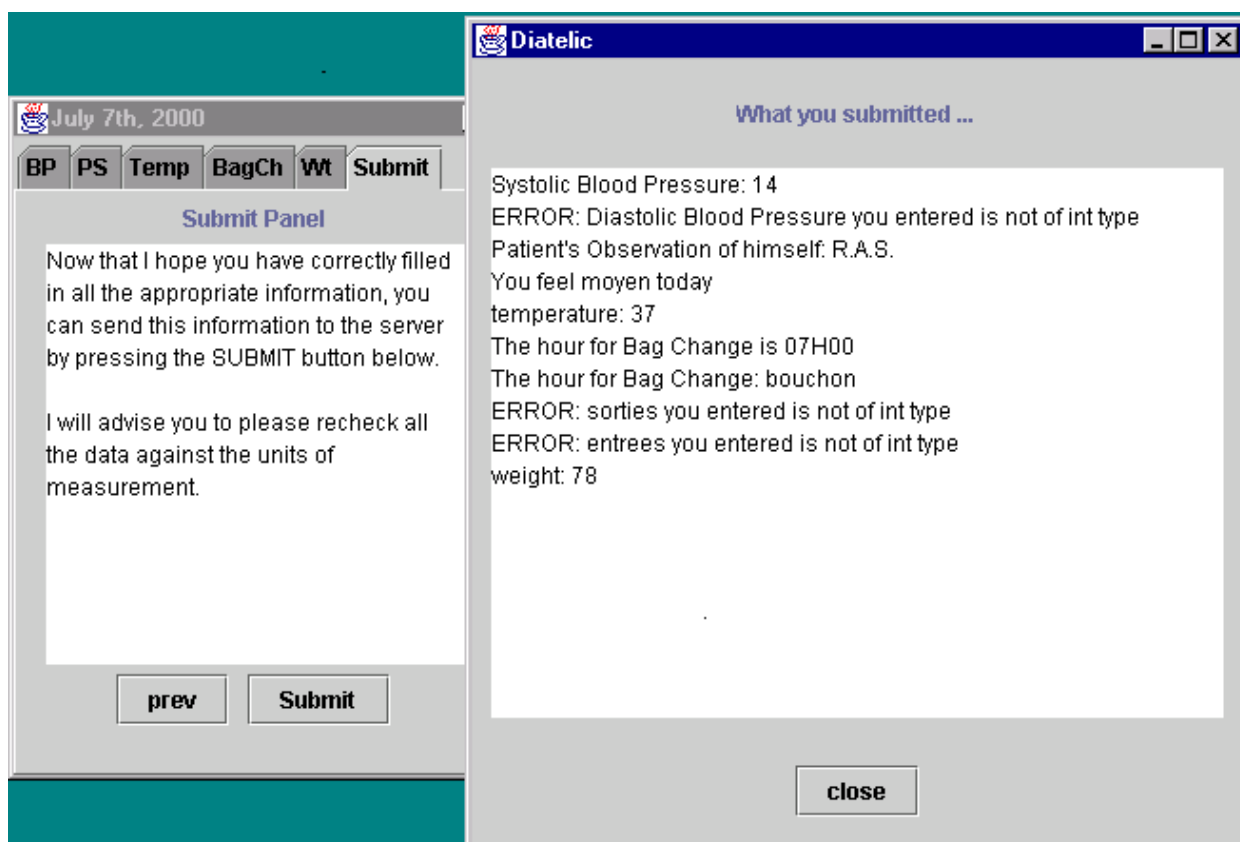 July 7th, 2000
BP PS Temp BagCh Wt Submit
Submit Panel
Now that I hope you have correctly filled
in all the appropriate information, you
can send this information to the server
by pressing the SUBMIT button below.
I will advise you to please recheck all
the data against the units of
measurement.
prev Submit
Diatelic
What you submitted ...
Systolic Blood Pressure: 14
ERROR: Diastolic Blood Pressure you entered is not of int type
Patient's Observation of himself: R.A.S.
You feel moyen today
temperature: 37
The hour for Bag Change is 07H00
The hour for Bag Change: bouchon
ERROR: sorties you entered is not of int type
ERROR: entrees you entered is not of int type
weight: 78
close